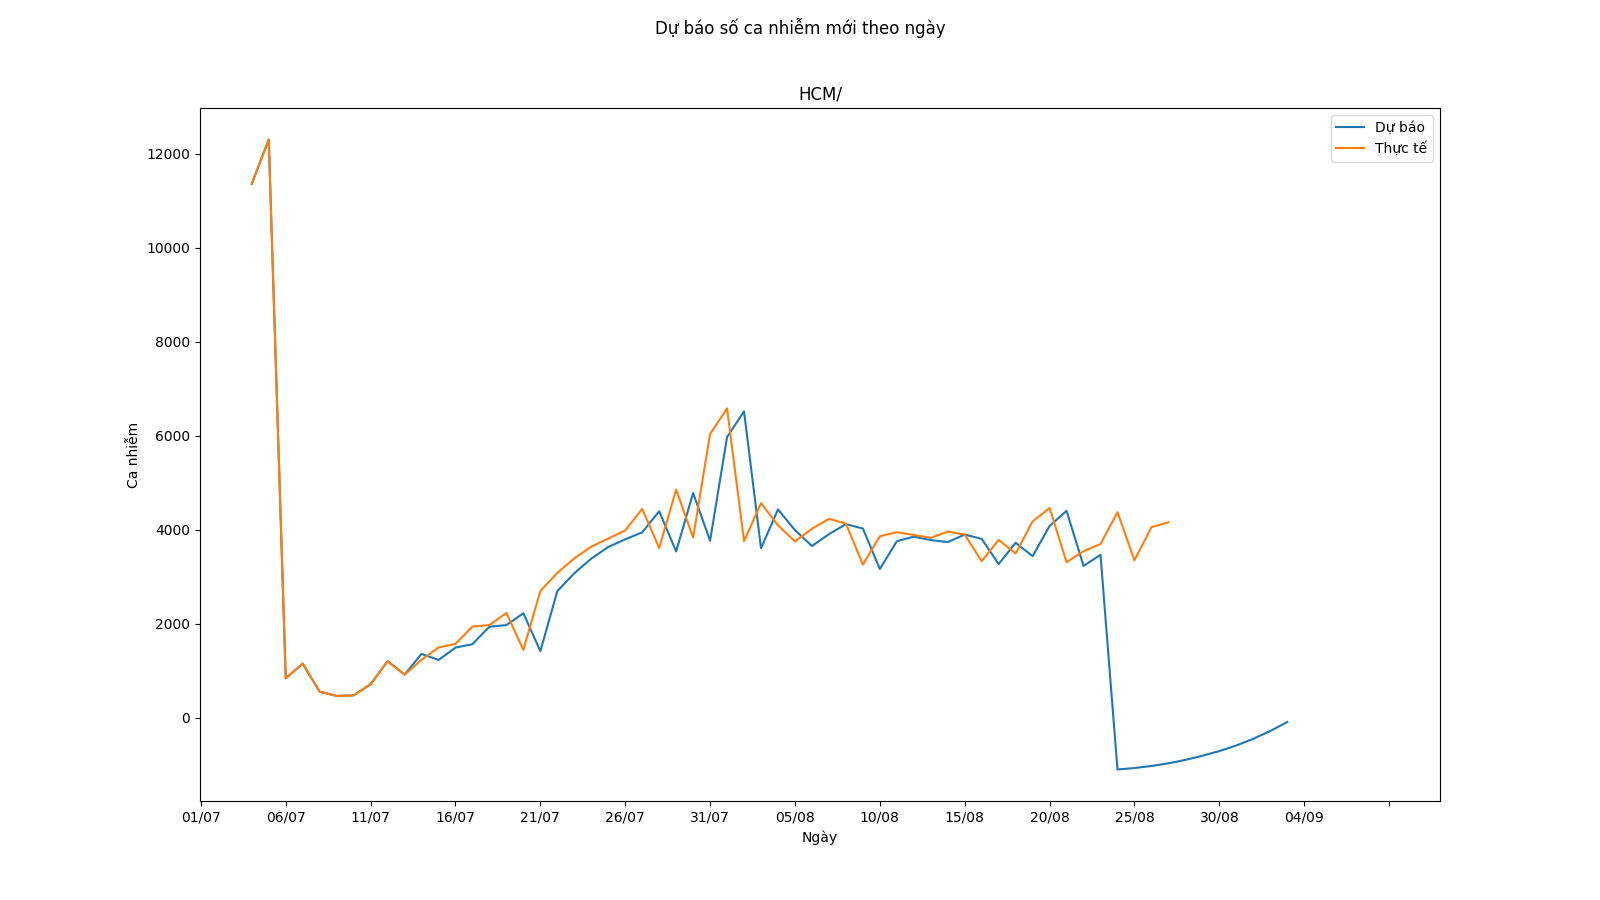 Dự báo số ca nhiễm mới theo ngày
HCM/
Dự báo
Thực tế
12000
10000
8000
6000
4000
2000
0
Ca nhiễm
01/07 06/07 11/07 16/07 21/07 26/07 31/07 05/08 10/08 15/08 20/08 25/08 30/08 04/09
Ngày